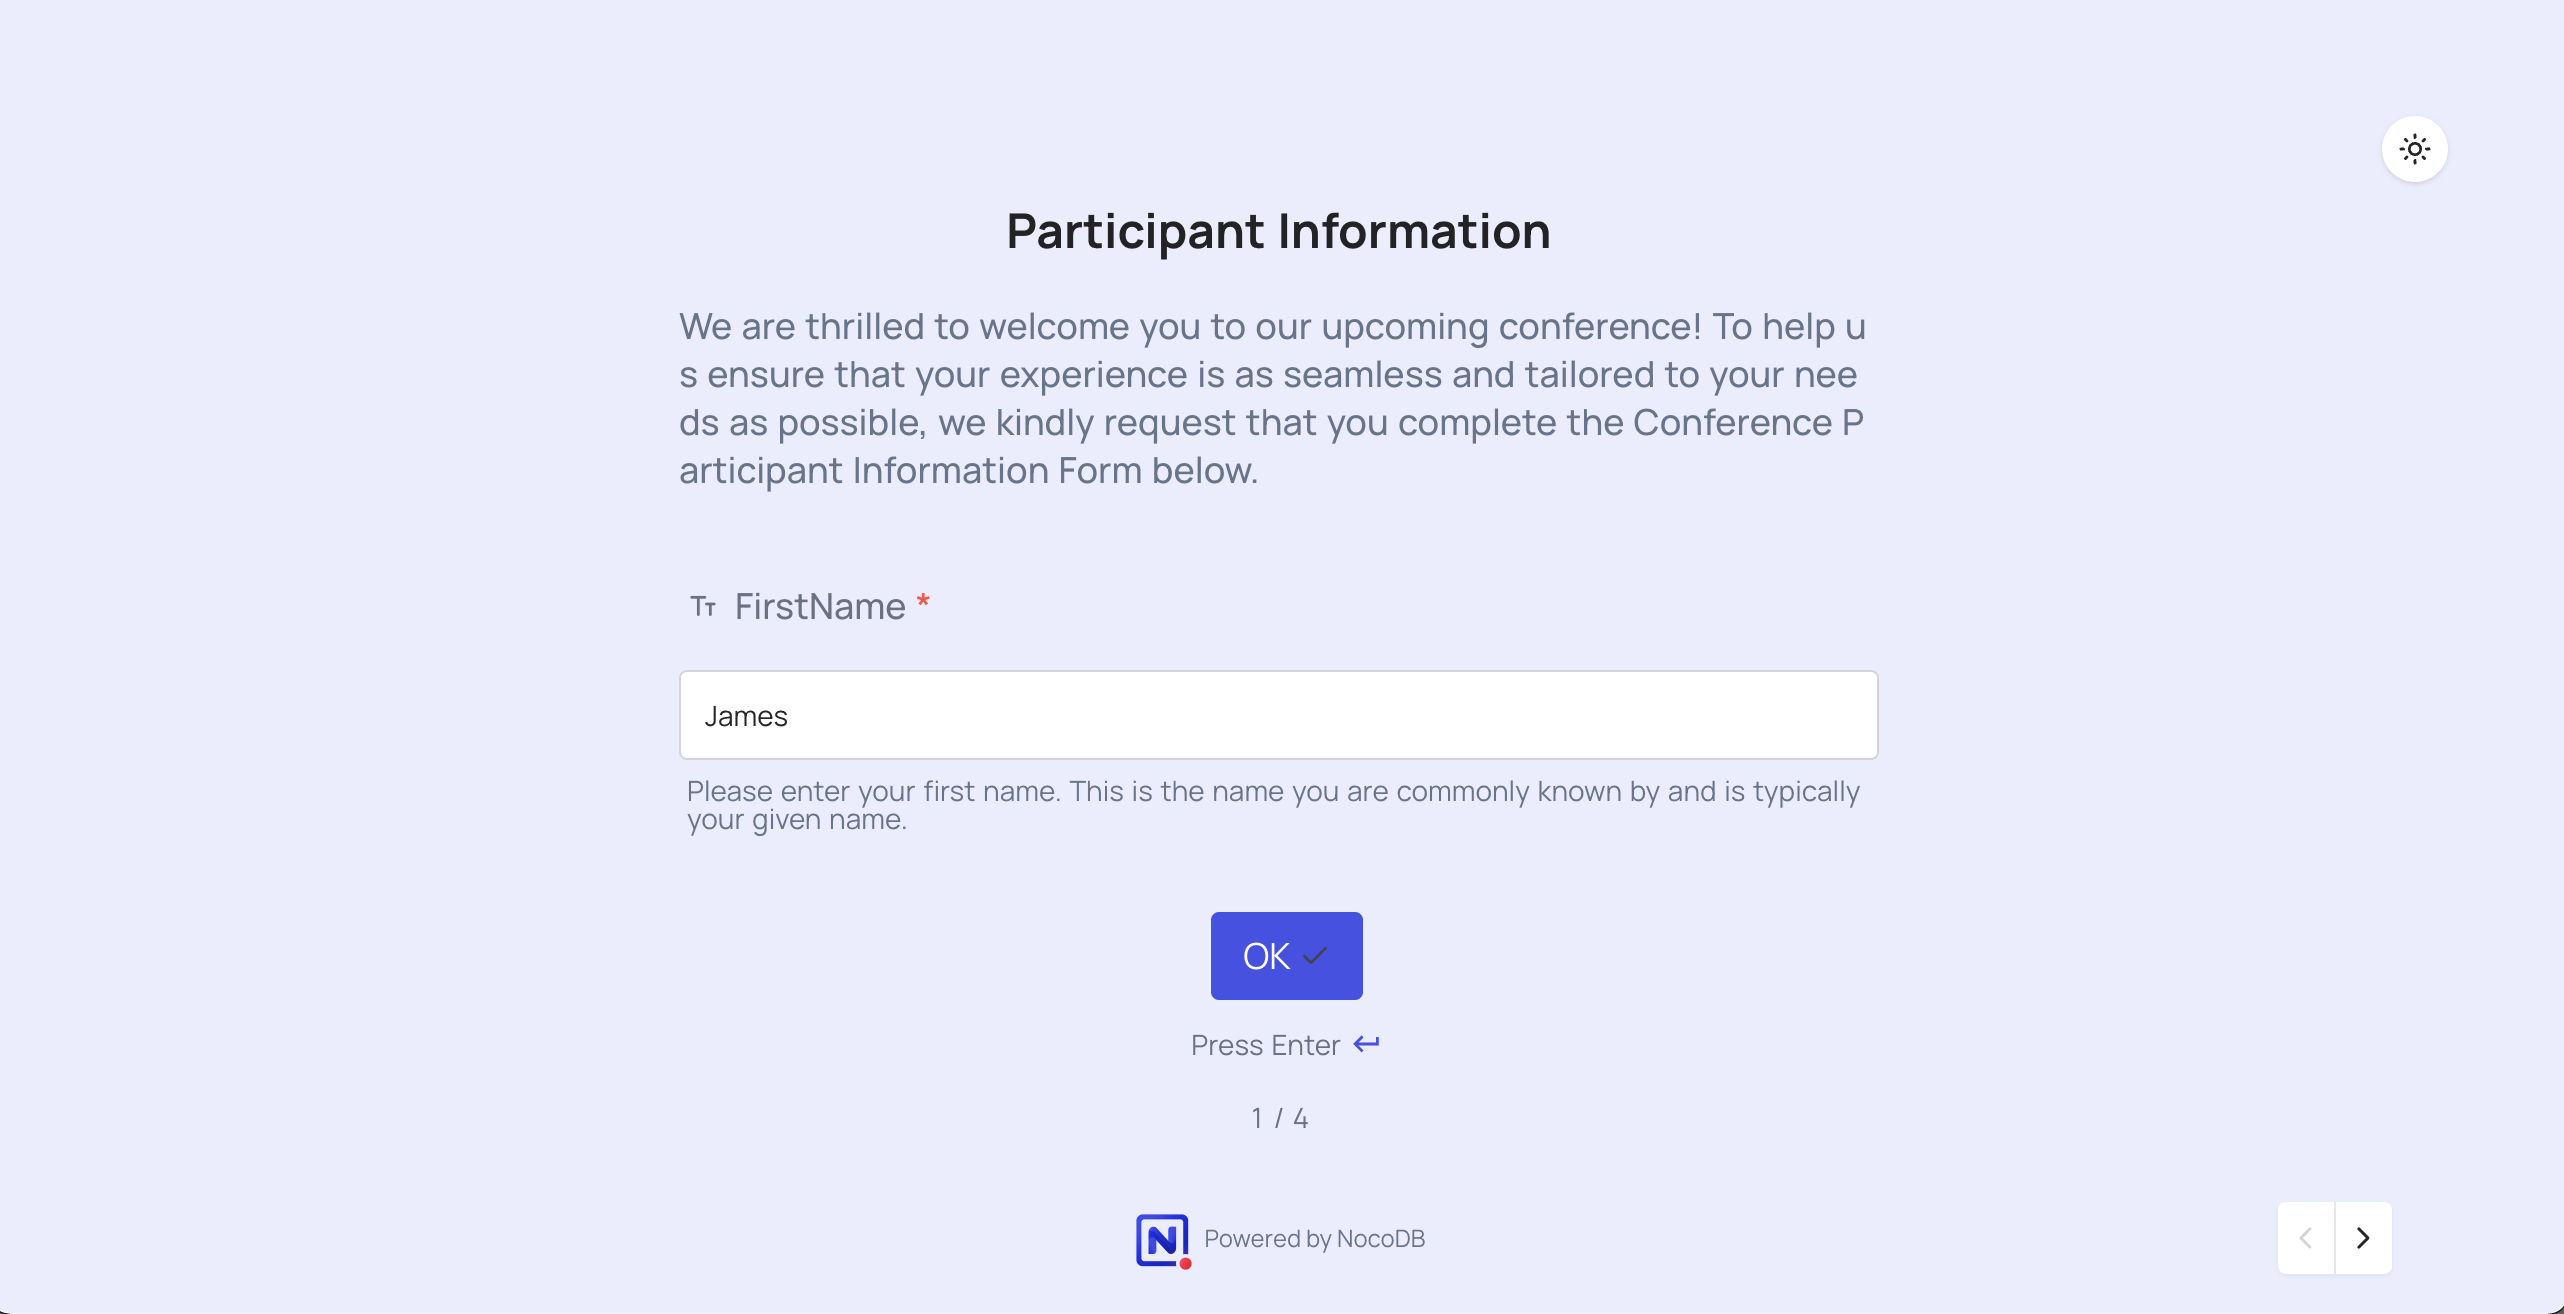 Participant Information
We are thrilled to welcome you to our upcoming conference! To help u
s ensure that your experience is as seamless and tailored to your nee
ds as possible, we kindly request that you complete the Conference P
articipant Information Form below.
Tт FirstName *
James
Please enter your first name. This is the name you are commonly known by and is typically
your given name.
OK
Press Enter
1 / 4
N Powered by NocoDB